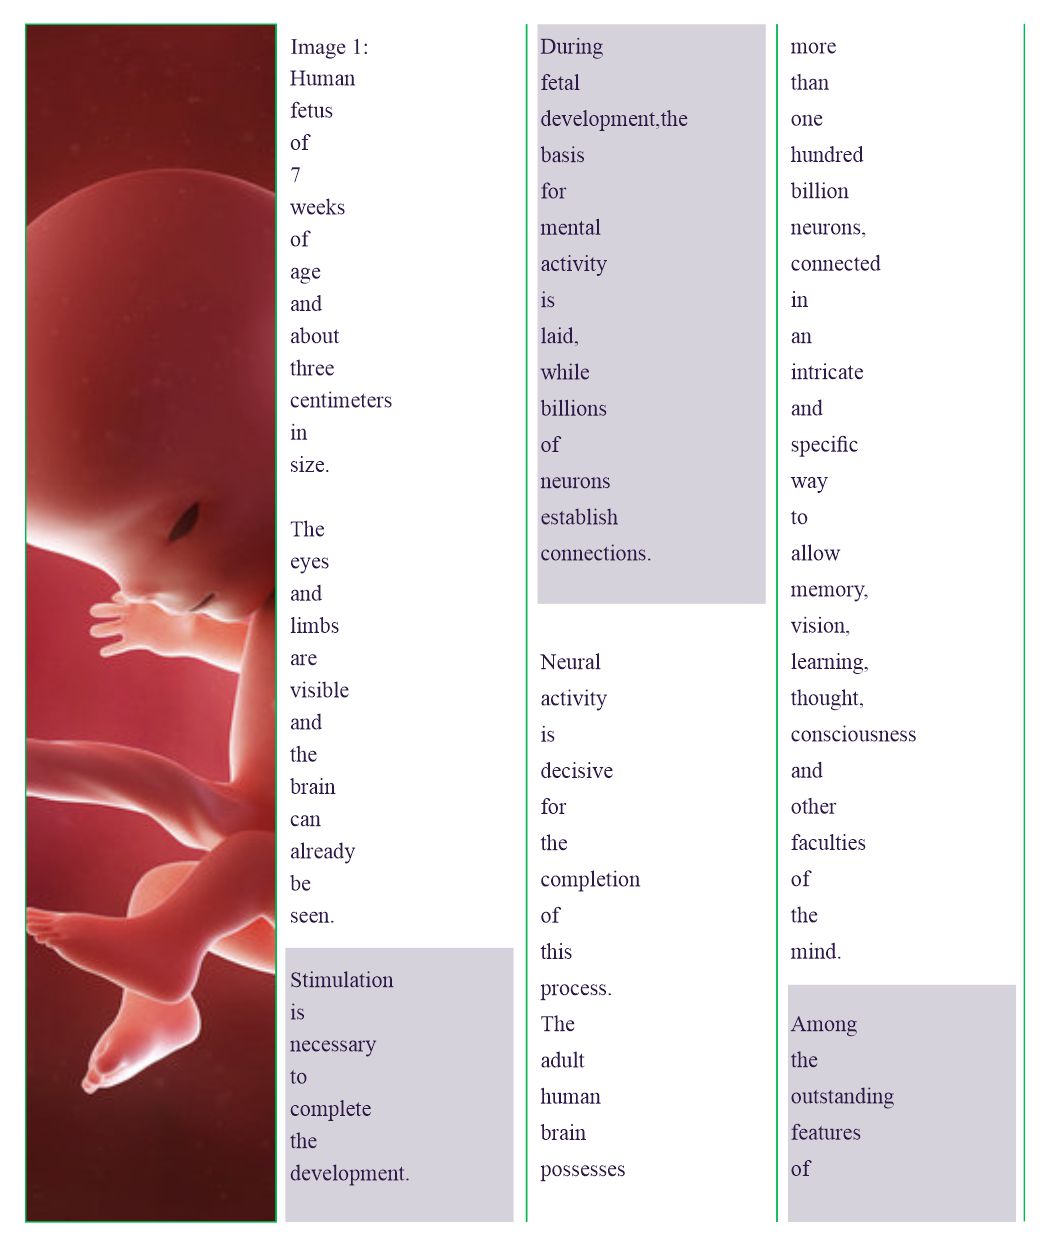 Image 1:
Human
fetus
of
7
weeks
of
age
and
about
three
centimeters
in
size.
The
eyes
and
limbs
are
visible
and
the
brain
can
already
be
seen.
Stimulation
is
necessary
to
complete
the
development.
During
fetal
development,the
basis
for
mental
activity
is
laid,
while
billions
of
neurons
establish
connections.
Neural
activity
is
decisive
for
the
completion
of
this
process.
The
adult
human
brain
possesses
more
than
one
hundred
billion
neurons,
connected
in
an
intricate
and
specific
way
to
allow
memory,
vision,
learning,
thought,
consciousness
and
other
faculties
of
the
mind.
Among
the
outstanding
features
of